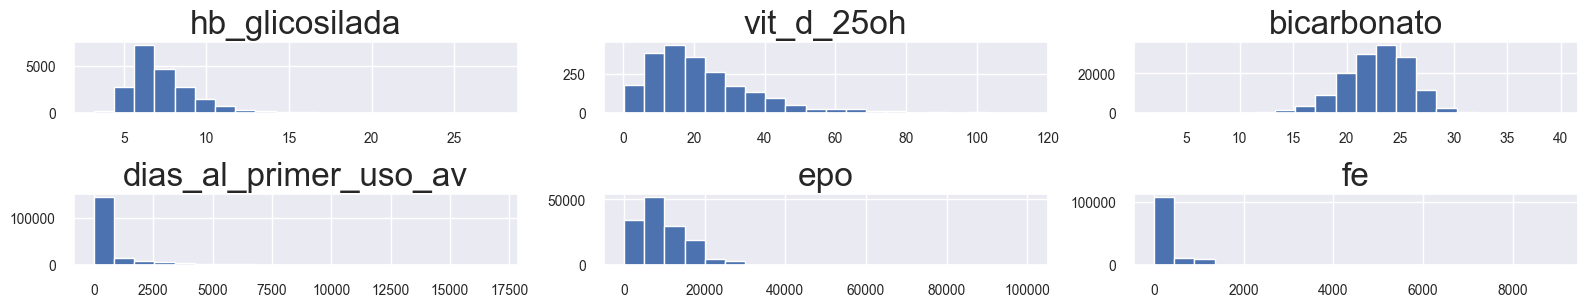 hb_glicosilada vit_d_25oh bicarbonato
5000 250 20000
0 0 0
5 10 15 20 25 0 20 40 60 80 100 120 5 10 15 20 25 30 35 40
dias_al_primer_uso_av epo fe
100000 50000 100000
0 0 0
0 2500 5000 7500 10000 12500 15000 17500 0 20000 40000 60000 80000 100000 0 2000 4000 6000 8000